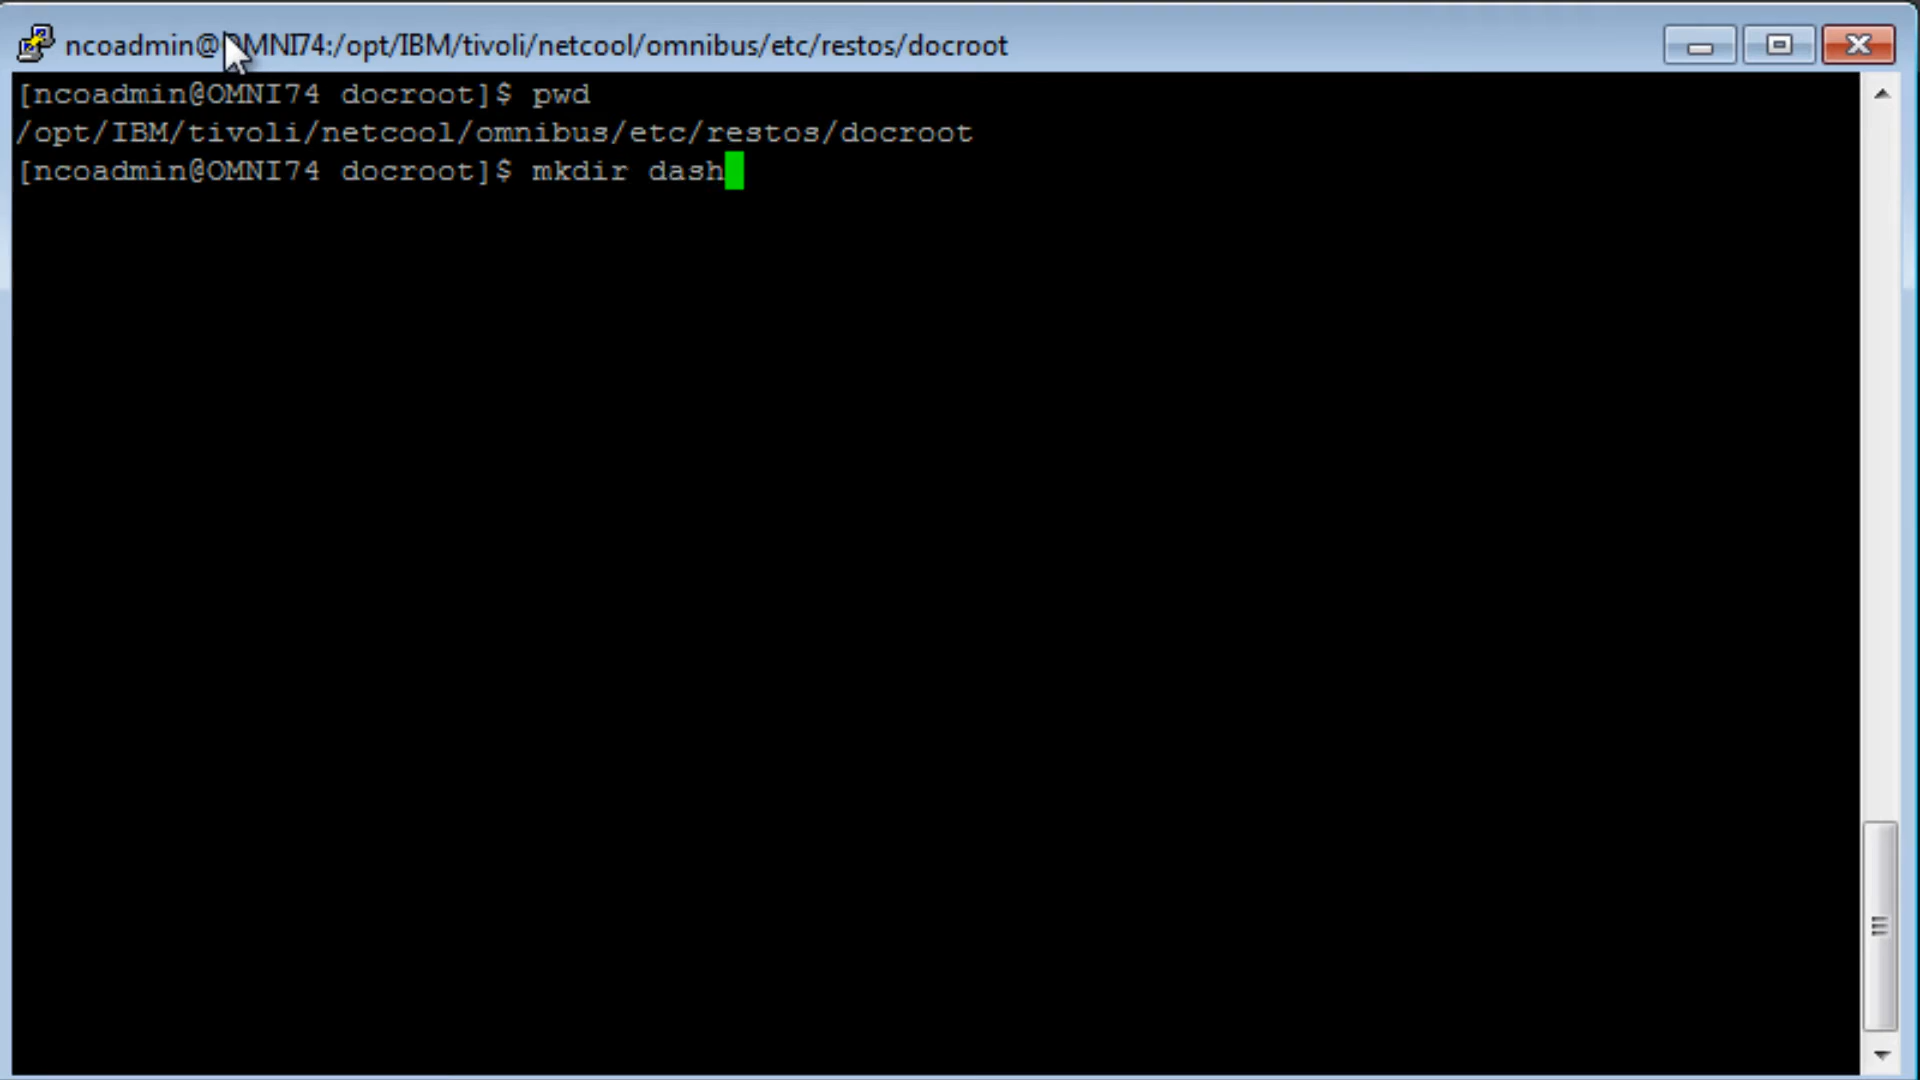 ncoadmin@OMNI74:/opt/IBM/tivoli/netcool/omnibus/etc/restos/docroot
[ncoadmin@OMNI74 docroot]$ pwd
/opt/IBM/tivoli/netcool/omnibus/etc/restos/docroot
[ncoadmin@OMNI74 docroot]$ mkdir dash